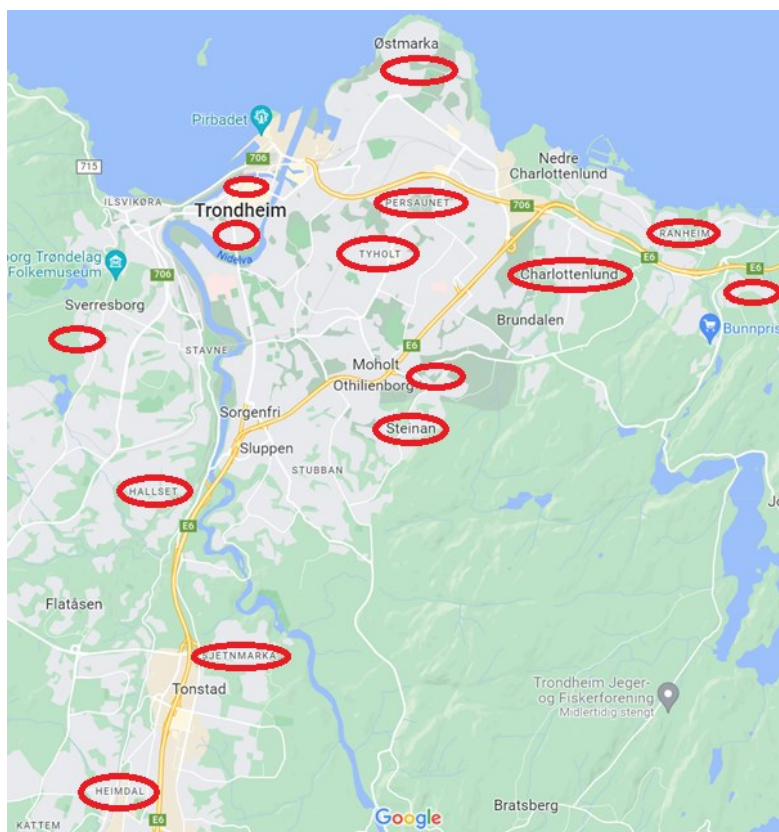 Østmarka
Pirbadet
706
715
Nedre
Charlottenlund
ILSVIKØRA
Trondheim
PERSAUNET
706
RANHEIM
Nidelva
TYHOLT
E6
E6
Charlottenlund
borg Trøndelag
Folkemuseum
706
Sverresborg
Brundalen
Bunnpris
STAVNE
E6
Moholt
Othilienborg
Sorgenfri
Steinan
Sluppen
STUBBAN
HALLSET
E6
Flatåsen
SJETNMARKA
Tonstad
Trondheim Jeger-
og Fiskerforening
Midlertidig stengt
HEIMDAL
Bratsberg
Google
KATTEM
E6